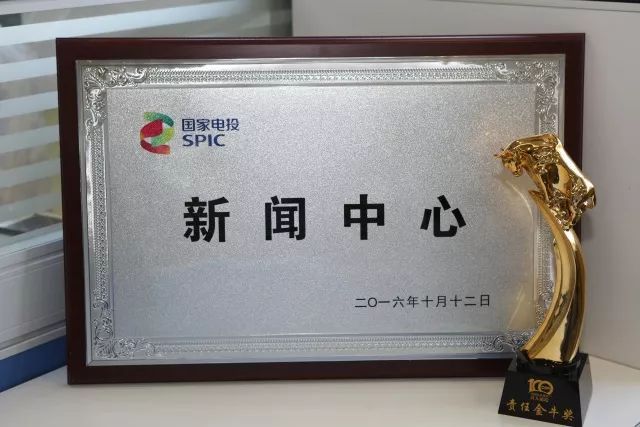 国家电投
SPIC
新闻中心
二〇一六年十月十二日
100
责任金牛奖